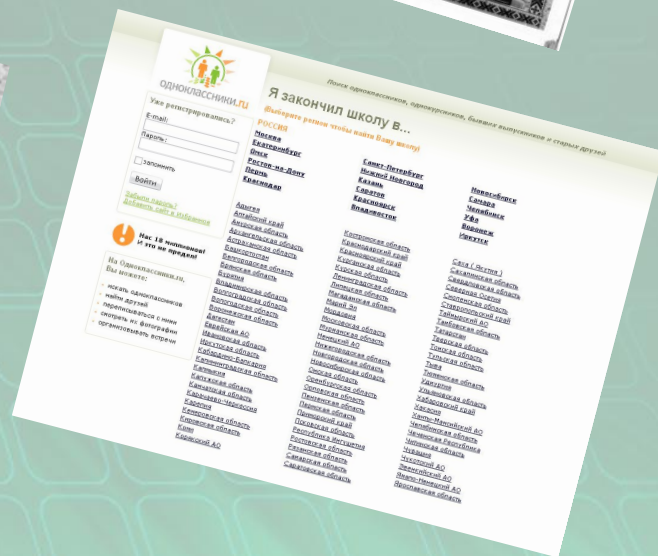 Поиск одноклассников, однокурсников, бывших выпускников и старых друзей
одноклассники.ru
Я закончил школу в...
Выберите регион чтобы найти Вашу школу!
Уже регистрировались?
E-mail:
Пароль:
запомнить
Войти
Забыли пароль?
Добавить сайт в избранное
Нас 18 миллионов!
И это не предел!
На Одноклассники.ru,
Вы можете:
- искать одноклассников
- найти друзей
- переписываться с ними
- смотреть их фотографии
- организовывать встречи
РОССИЯ
Москва
Екатеринбург
Омск
Ростов-на-Дону
Пермь
Краснодар
Санкт-Петербург
Нижний Новгород
Казань
Саратов
Красноярск
Владивосток
Новосибирск
Самара
Челябинск
Уфа
Воронеж
Иркутск
Адыгея
Алтайский край
Амурская область
Архангельская область
Астраханская область
Башкортостан
Белгородская область
Брянская область
Бурятия
Владимирская область
Волгоградская область
Вологодская область
Воронежская область
Дагестан
Еврейская АО
Ивановская область
Иркутская область
Кабардино-Балкария
Калининградская область
Калмыкия
Калужская область
Камчатская область
Карачаево-Черкессия
Карелия
Кемеровская область
Кировская область
Коми
Корякский АО
Костромская область
Краснодарский край
Красноярский край
Курганская область
Курская область
Ленинградская область
Липецкая область
Магаданская область
Марий Эл
Мордовия
Московская область
Мурманская область
Ненецкий АО
Нижегородская область
Новгородская область
Новосибирская область
Омская область
Оренбургская область
Орловская область
Пензенская область
Пермская область
Приморский край
Псковская область
Республика Ингушетия
Ростовская область
Рязанская область
Самарская область
Саратовская область
Саха ( Якутия )
Сахалинская область
Свердловская область
Северная Осетия
Смоленская область
Ставропольский край
Таймырский АО
Тамбовская область
Татарстан
Тверская область
Томская область
Тульская область
Тыва
Тюменская область
Удмуртия
Ульяновская область
Хабаровский край
Хакасия
Ханты-Мансийский АО
Челябинская область
Чеченская Республика
Читинская область
Чувашия
Чукотский АО
Эвенкийский АО
Ямало-Ненецкий АО
Ярославская область